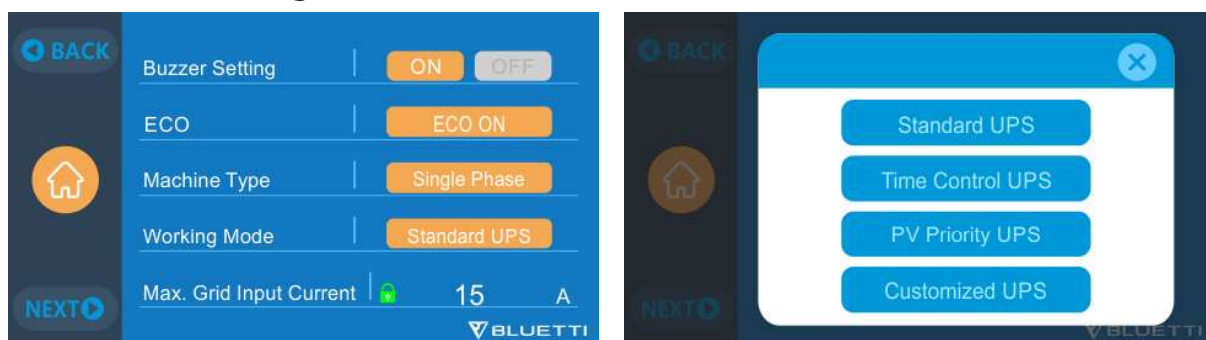 BACK
Buzzer Setting ON OFF
ECO ECO ON
Machine Type Single Phase
Working Mode Standard UPS
Max. Grid Input Current 15 A
NEXT
BLUETTI
BACK
Standard UPS
Time Control UPS
PV Priority UPS
Customized UPS
NEXT
BLUETTI